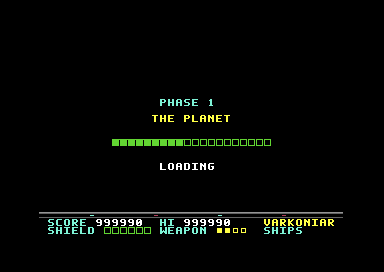 PHASE 1
THE PLANET
LOADING
SCORE 999990 HI 999990 VARKONIAR
SHIELD WEAPON SHIPS